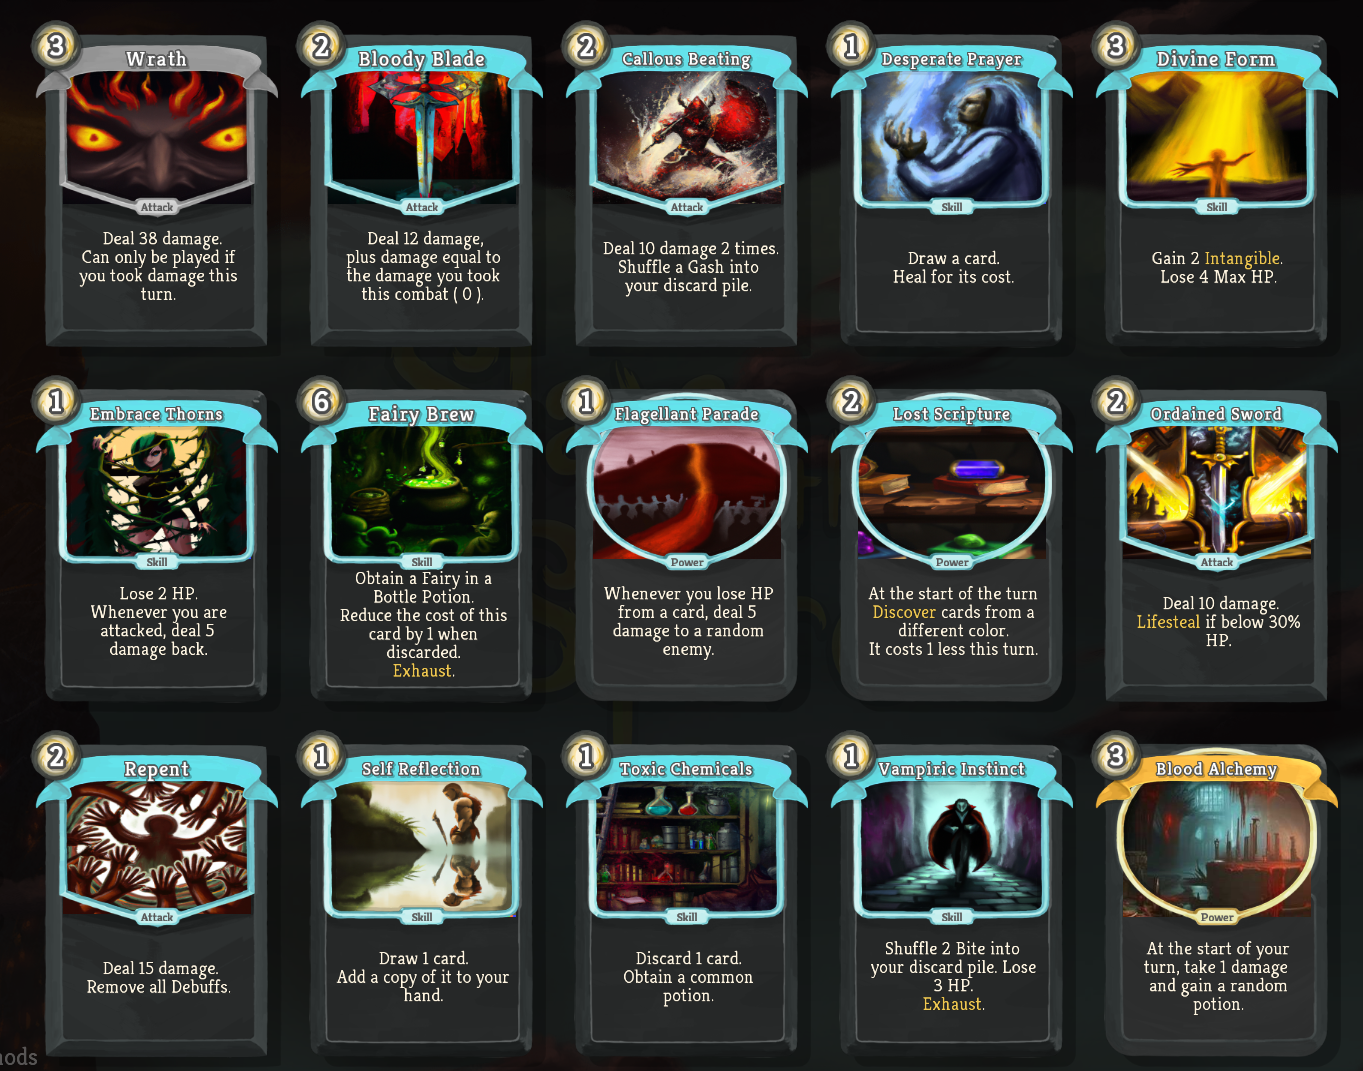 3
Wrath
Attack
Deal 38 damage.
Can only be played if
you took damage this
turn.
2
Bloody Blade
Attack
Deal 12 damage,
plus damage equal to
the damage you took
this combat ( 0 ).
2
Callous Beating
Attack
Deal 10 damage 2 times.
Shuffle a Gash into
your discard pile.
1
Desperate Prayer
Skill
Draw a card.
Heal for its cost.
3
Divine Form
Skill
Gain 2 Intangible.
Lose 4 Max HP.
1
Embrace Thorns
Skill
Lose 2 HP.
Whenever you are
attacked, deal 5
damage back.
6
Fairy Brew
Skill
Obtain a Fairy in a
Bottle Potion.
Reduce the cost of this
card by 1 when
discarded.
Exhaust.
1
Flagellant Parade
Power
Whenever you lose HP
from a card, deal 5
damage to a random
enemy.
2
Lost Scripture
Power
At the start of the turn
Discover cards from a
different color.
It costs 1 less this turn.
2
Ordained Sword
Attack
Deal 10 damage.
Lifesteal if below 30%
HP.
2
Repent
Attack
Deal 15 damage.
Remove all Debuffs.
1
Self Reflection
Skill
Draw 1 card.
Add a copy of it to your
hand.
1
Toxic Chemicals
Skill
Discard 1 card.
Obtain a common
potion.
1
Vampiric Instinct
Skill
Shuffle 2 Bite into
your discard pile. Lose
3 HP.
Exhaust.
3
Blood Alchemy
Power
At the start of your
turn, take 1 damage
and gain a random
potion.